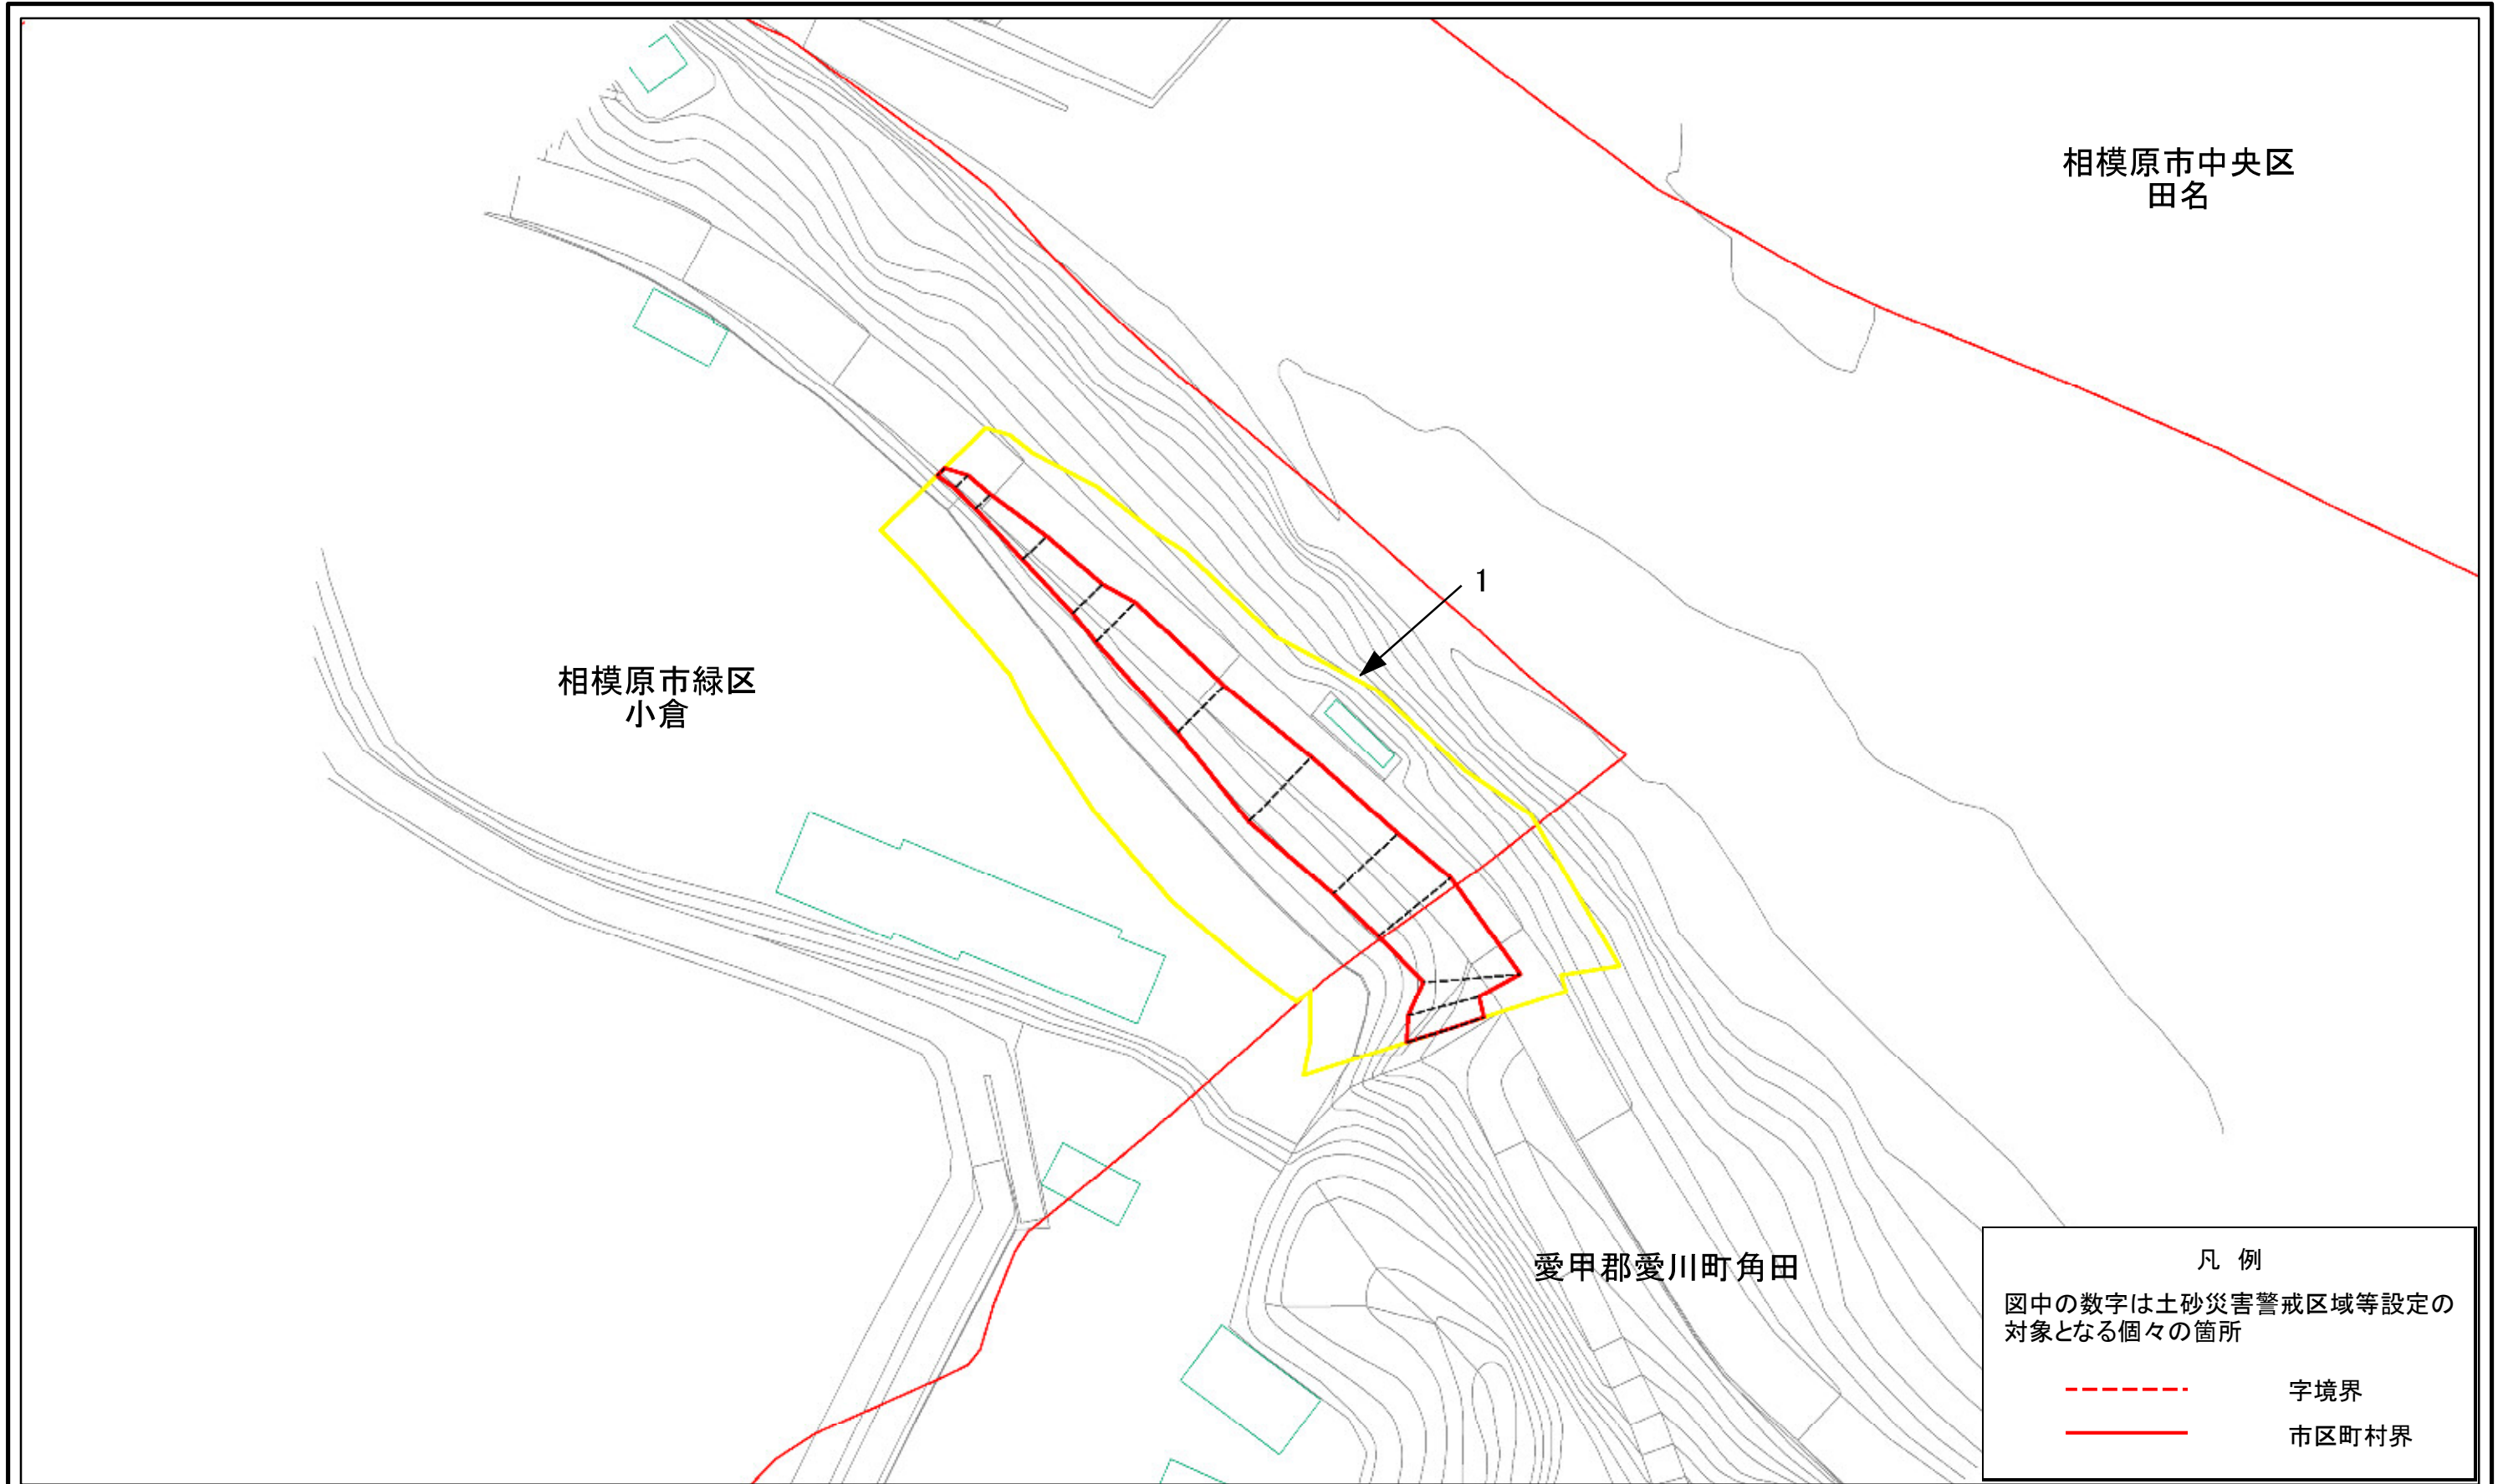 相模原市中央区
田名
1
相模原市緑区
小倉
愛甲郡愛川町角田
凡 例
図中の数字は土砂災害警戒区域等設定の
対象となる個々の箇所
字境界
市区町村界